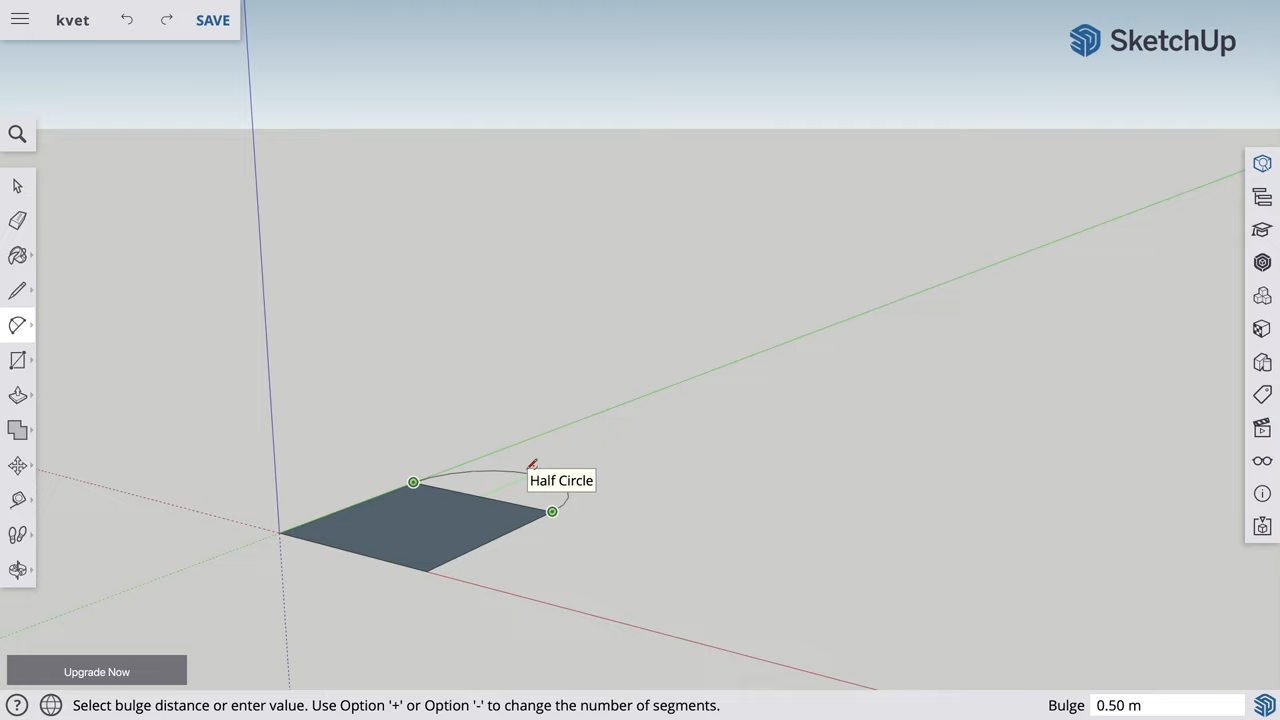 kvet
SAVE
SketchUp
Half Circle
Upgrade Now
Select bulge distance or enter value. Use Option '+' or Option '-' to change the number of segments.
Bulge 0.50 m